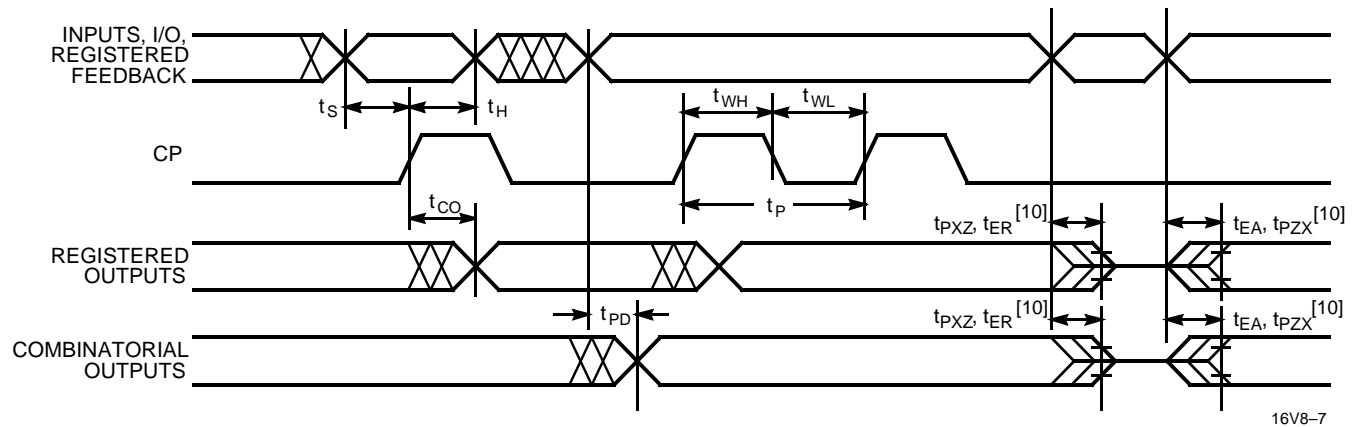 INPUTS, I/O,
REGISTERED
FEEDBACK
tS
tH
tWH
tWL
CP
tCO
tP
tPXZ, tER [10]
tEA, tPZX [10]
REGISTERED
OUTPUTS
tPD
tPXZ, tER [10]
tEA, tPZX [10]
COMBINATORIAL
OUTPUTS
16V8–7